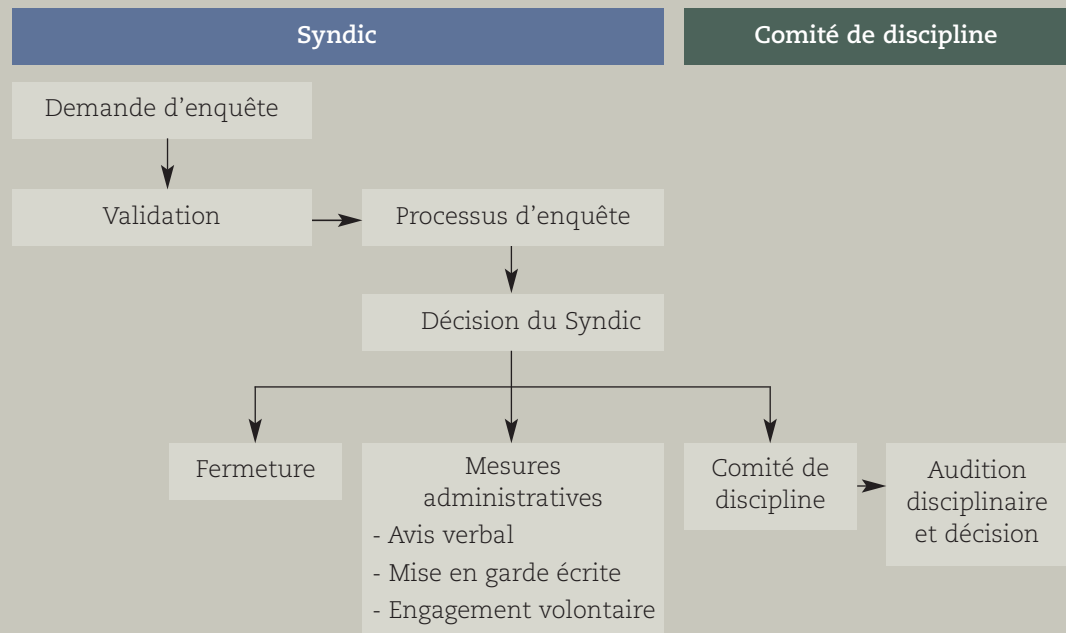 Syndic
Comité de discipline
Demande d'enquête
Validation
Processus d'enquête
Décision du Syndic
Fermeture
Mesures
administratives
- Avis verbal
- Mise en garde écrite
- Engagement volontaire
Comité de
discipline
Audition
disciplinaire
et décision